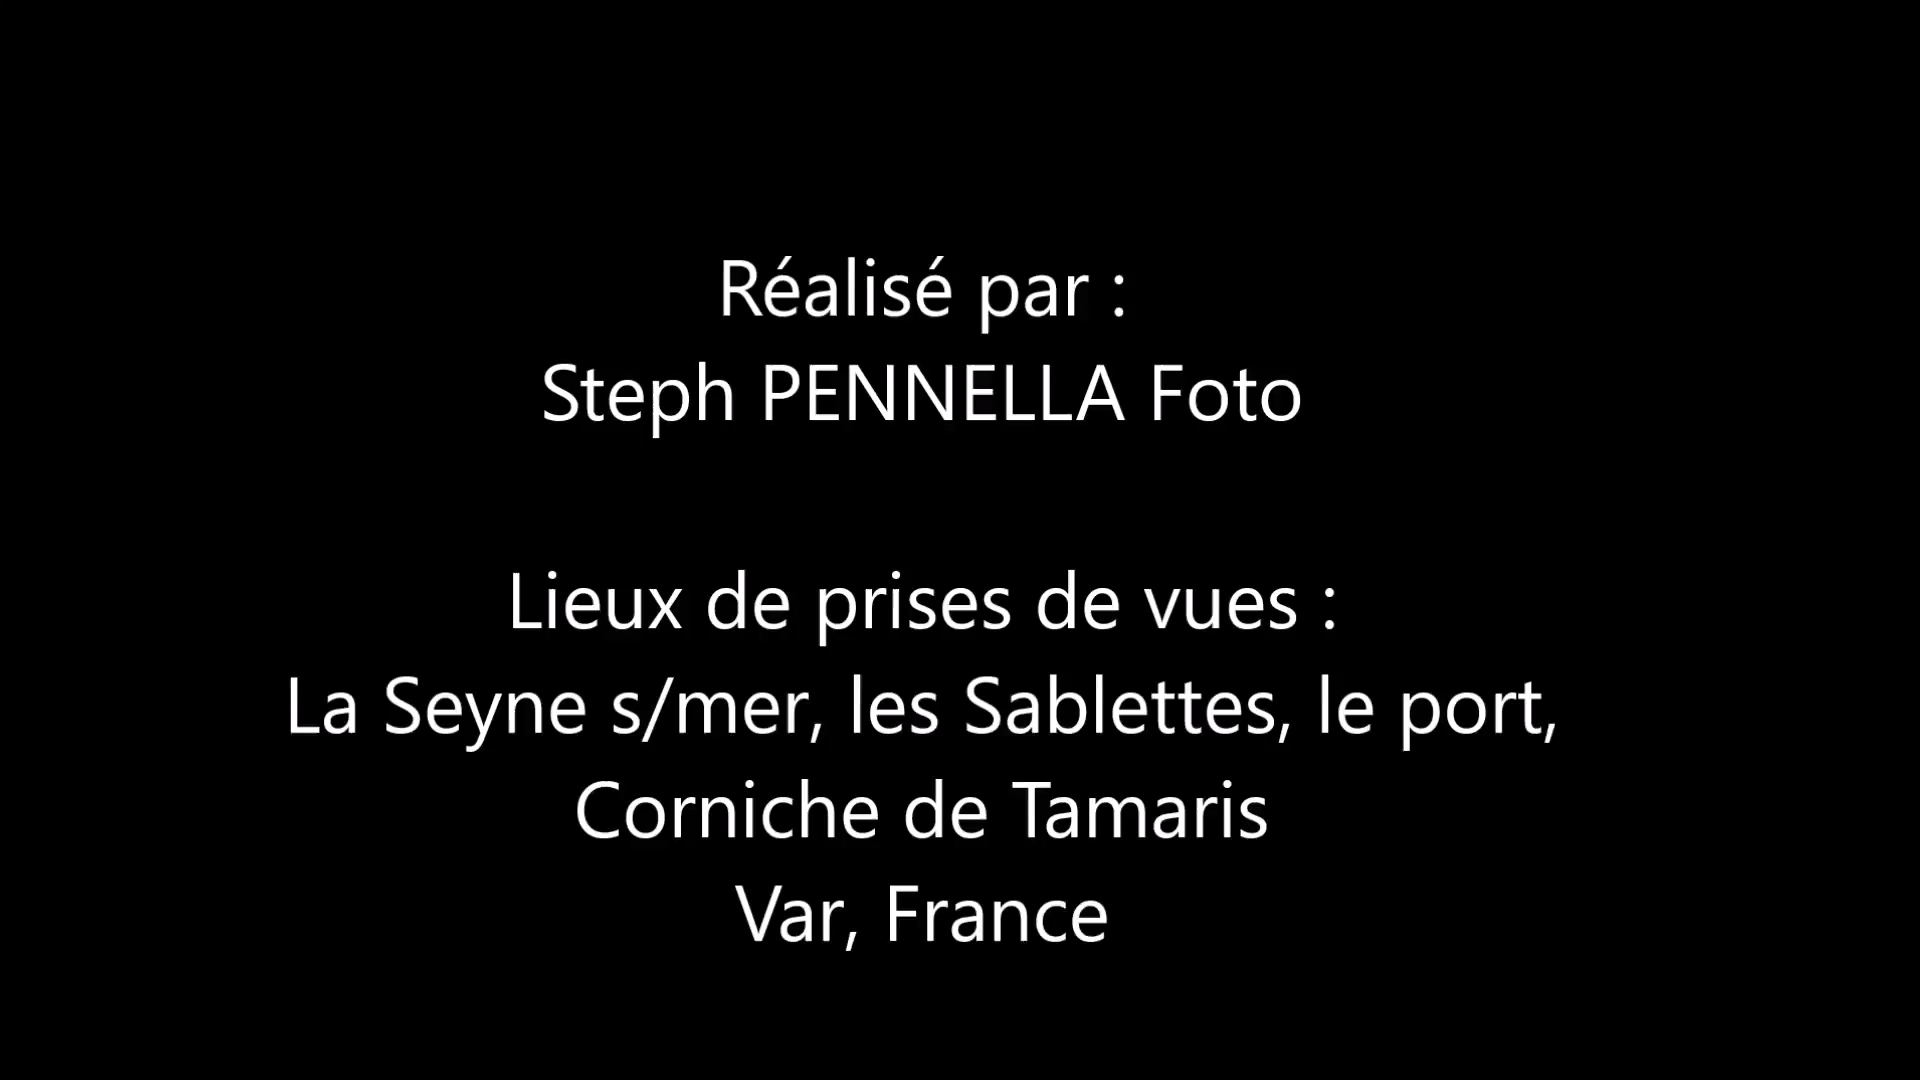 Réalisé par :
Steph PENNELLA Foto
Lieux de prises de vues :
La Seyne s/mer, les Sablettes, le port,
Corniche de Tamaris
Var, France